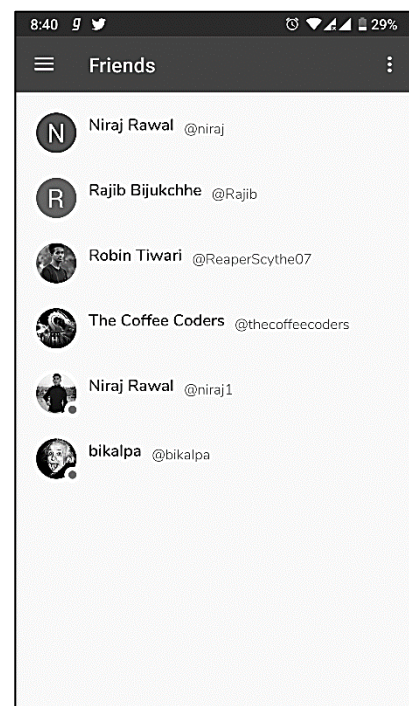 8:40 g 29%
Friends
N Niraj Rawal @niraj
R Rajib Bijukchhe @Rajib
Robin Tiwari @ReaperScythe07
The Coffee Coders @thecoffeecoders
Niraj Rawal @niraj1
bikalpa @bikalpa